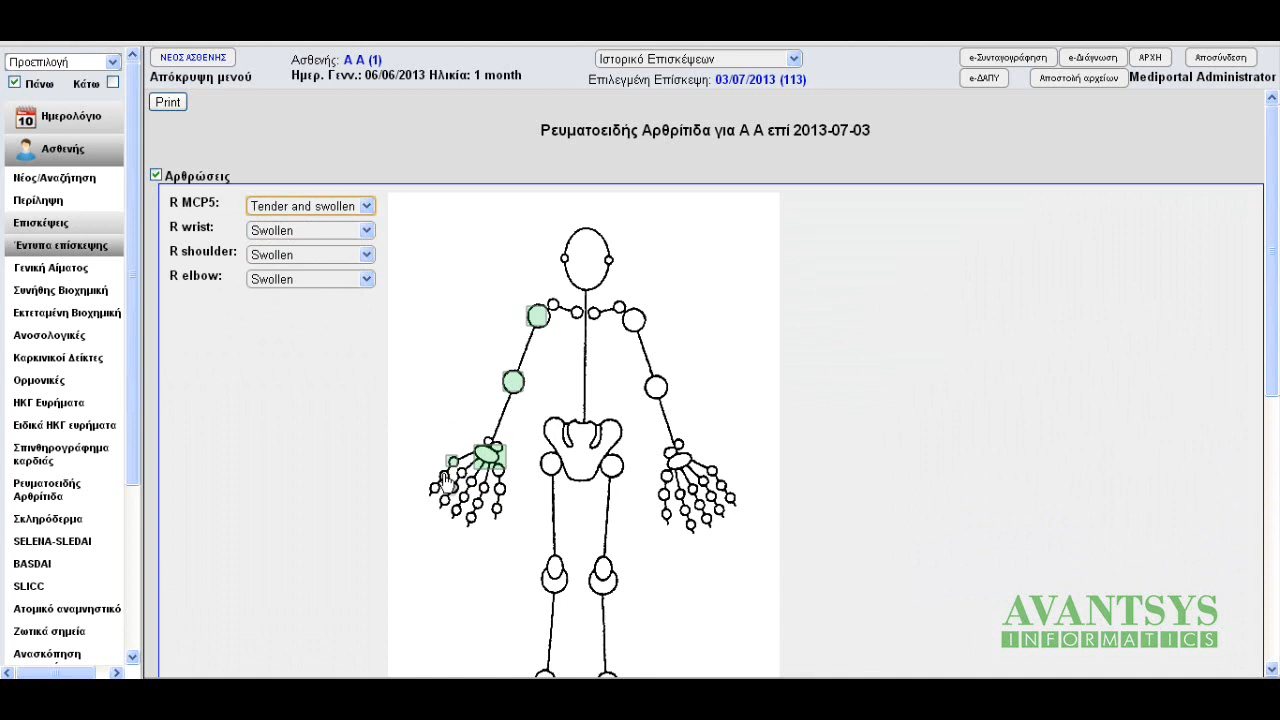 Προεπιλογή
Πάνω Κάτω
10 Ημερολόγιο
Ασθενής
Νέος/Αναζήτηση
Περίληψη
Επισκέψεις
Έντυπα επίσκεψης
Γενική Αίματος
Συνήθης Βιοχημική
Εκτεταμένη Βιοχημική
Ανοσολογικές
Καρκινικοί Δείκτες
Ορμονικές
ΗΚΓ Ευρήματα
Ειδικά ΗΚΓ ευρήματα
Σπινθηρογράφημα
καρδιάς
Ρευματοειδής
Αρθρίτιδα
Σκληρόδερμα
SELENA-SLEDAI
BASDAI
SLICC
Ατομικό αναμνηστικό
Ζωτικά σημεία
Ανασκόπηση
ΝΕΟΣ ΑΣΘΕΝΗΣ
Απόκρυψη μενού
Ασθενής: A A (1)
Ημερ. Γενν.: 06/06/2013 Ηλικία: 1 month
Ιστορικό Επισκέψεων
Επιλεγμένη Επίσκεψη: 03/07/2013 (113)
e-Συνταγογράφηση e-Διάγνωση ΑΡΧΗ Αποσύνδεση
e-ΔΑΠΥ Αποστολή αρχείων Mediportal Administrator
Print
Ρευματοειδής Αρθρίτιδα για A A επί 2013-07-03
Αρθρώσεις
R MCP5: Tender and swollen
R wrist: Swollen
R shoulder: Swollen
R elbow: Swollen
AVANTSYS
INFORMATICS